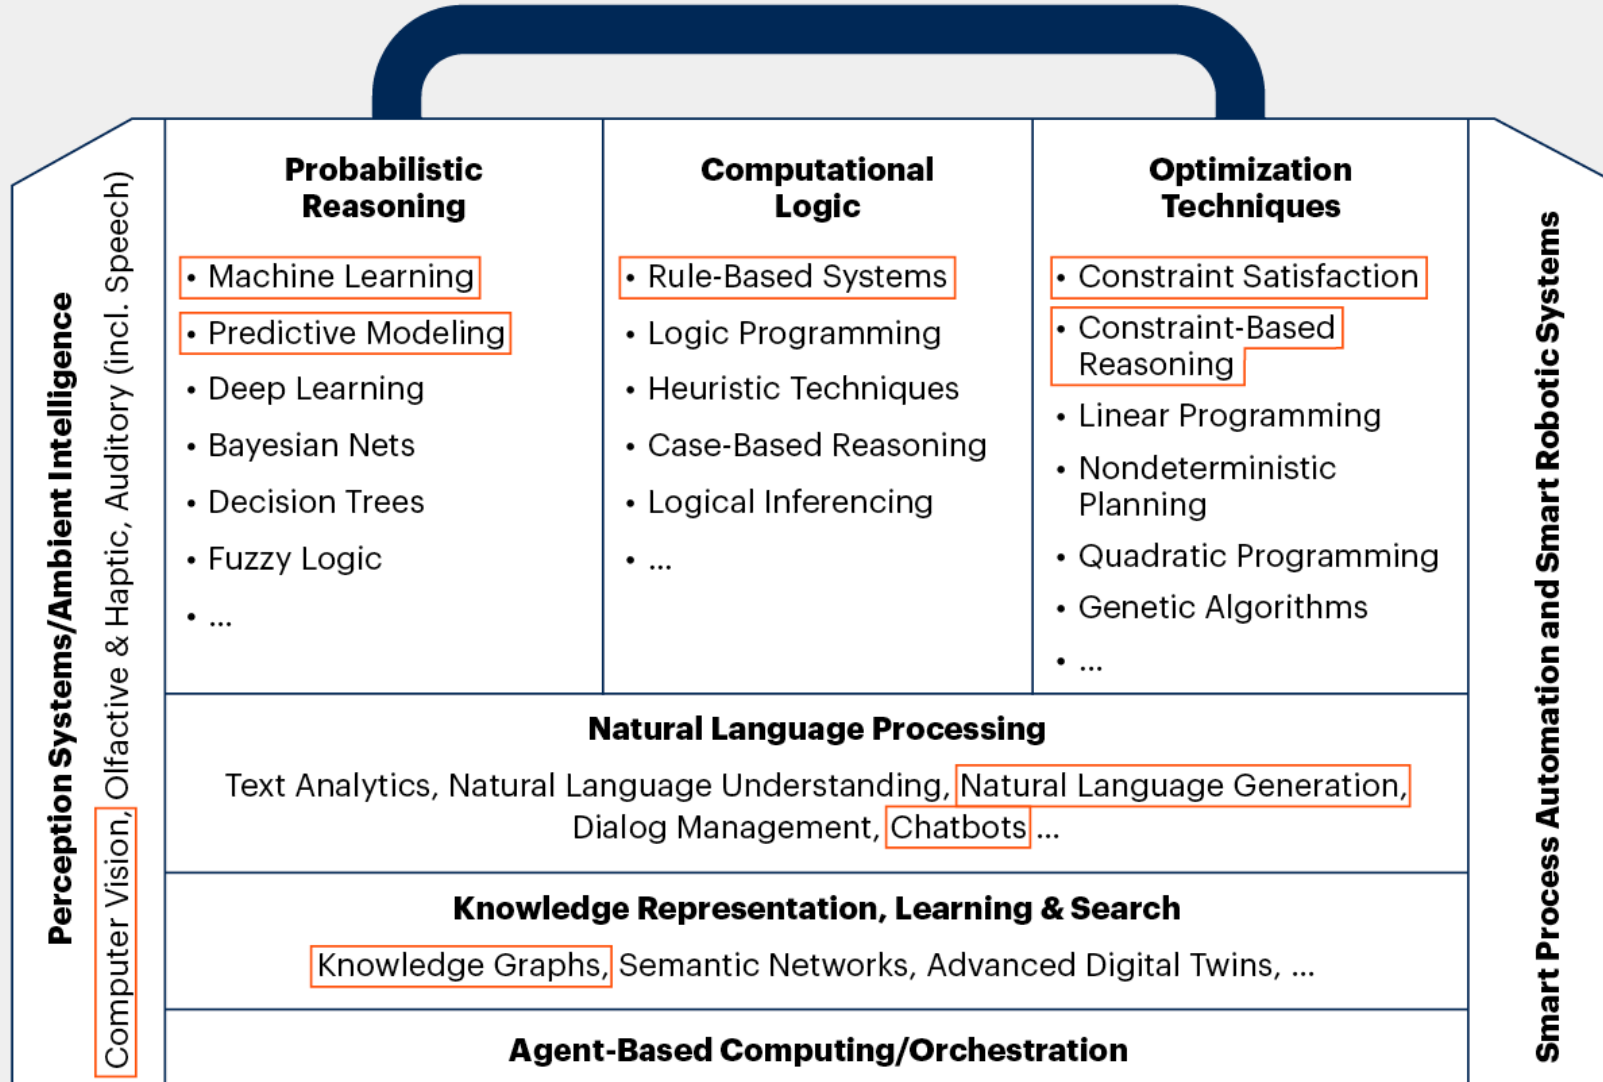 Perception Systems/Ambient Intelligence
Computer Vision, Olfactive & Haptic, Auditory (incl. Speech)
Probabilistic
Reasoning
• Machine Learning
• Predictive Modeling
• Deep Learning
• Bayesian Nets
• Decision Trees
• Fuzzy Logic
• ...
Computational
Logic
• Rule-Based Systems
• Logic Programming
• Heuristic Techniques
• Case-Based Reasoning
• Logical Inferencing
• ...
Optimization
Techniques
• Constraint Satisfaction
• Constraint-Based
Reasoning
• Linear Programming
• Nondeterministic
Planning
• Quadratic Programming
• Genetic Algorithms
• ...
Natural Language Processing
Text Analytics, Natural Language Understanding, Natural Language Generation,
Dialog Management, Chatbots ...
Knowledge Representation, Learning & Search
Knowledge Graphs, Semantic Networks, Advanced Digital Twins, ...
Agent-Based Computing/Orchestration
Smart Process Automation and Smart Robotic Systems